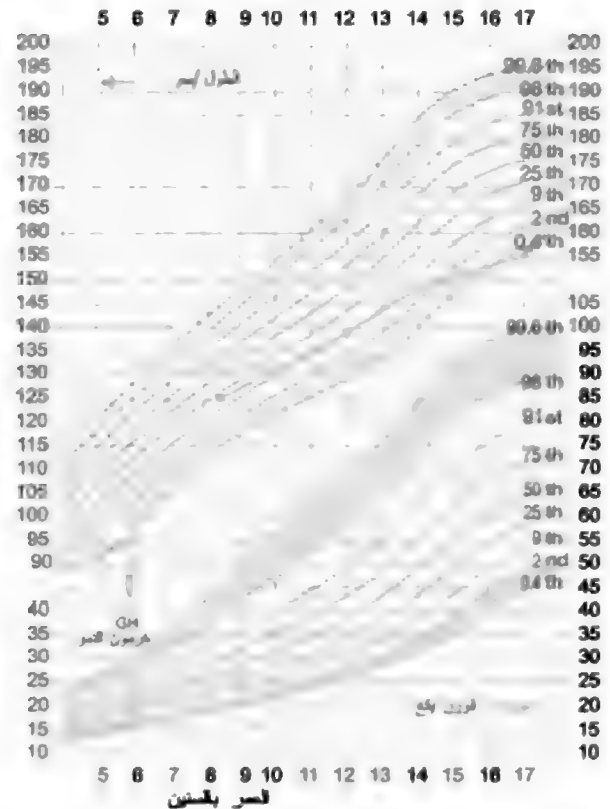 5 6 7 8 9 10 11 12 13 14 15 16 17
200 200
195 99.6 th 195
الطول /سم
190 98 th 190
185 91 st 185
180 75 th 180
175 50 th 175
170 25 th 170
165 9 th 165
160 2 nd 160
155 0.4 th 155
150
145 105
140 99.6 th 100
135 95
130 90
125 98 th 85
120 91 st 80
115 75
110 75 th 70
105 50 th 65
100 25 th 60
95 9 th 55
90 2 nd 50
0.4 th 45
40 40
GH
35 35
هرمون النمو
30 30
25 25
20 الوزن بكغ 20
15 15
10 10
5 6 7 8 9 10 11 12 13 14 15 16 17
العمر بالسنين